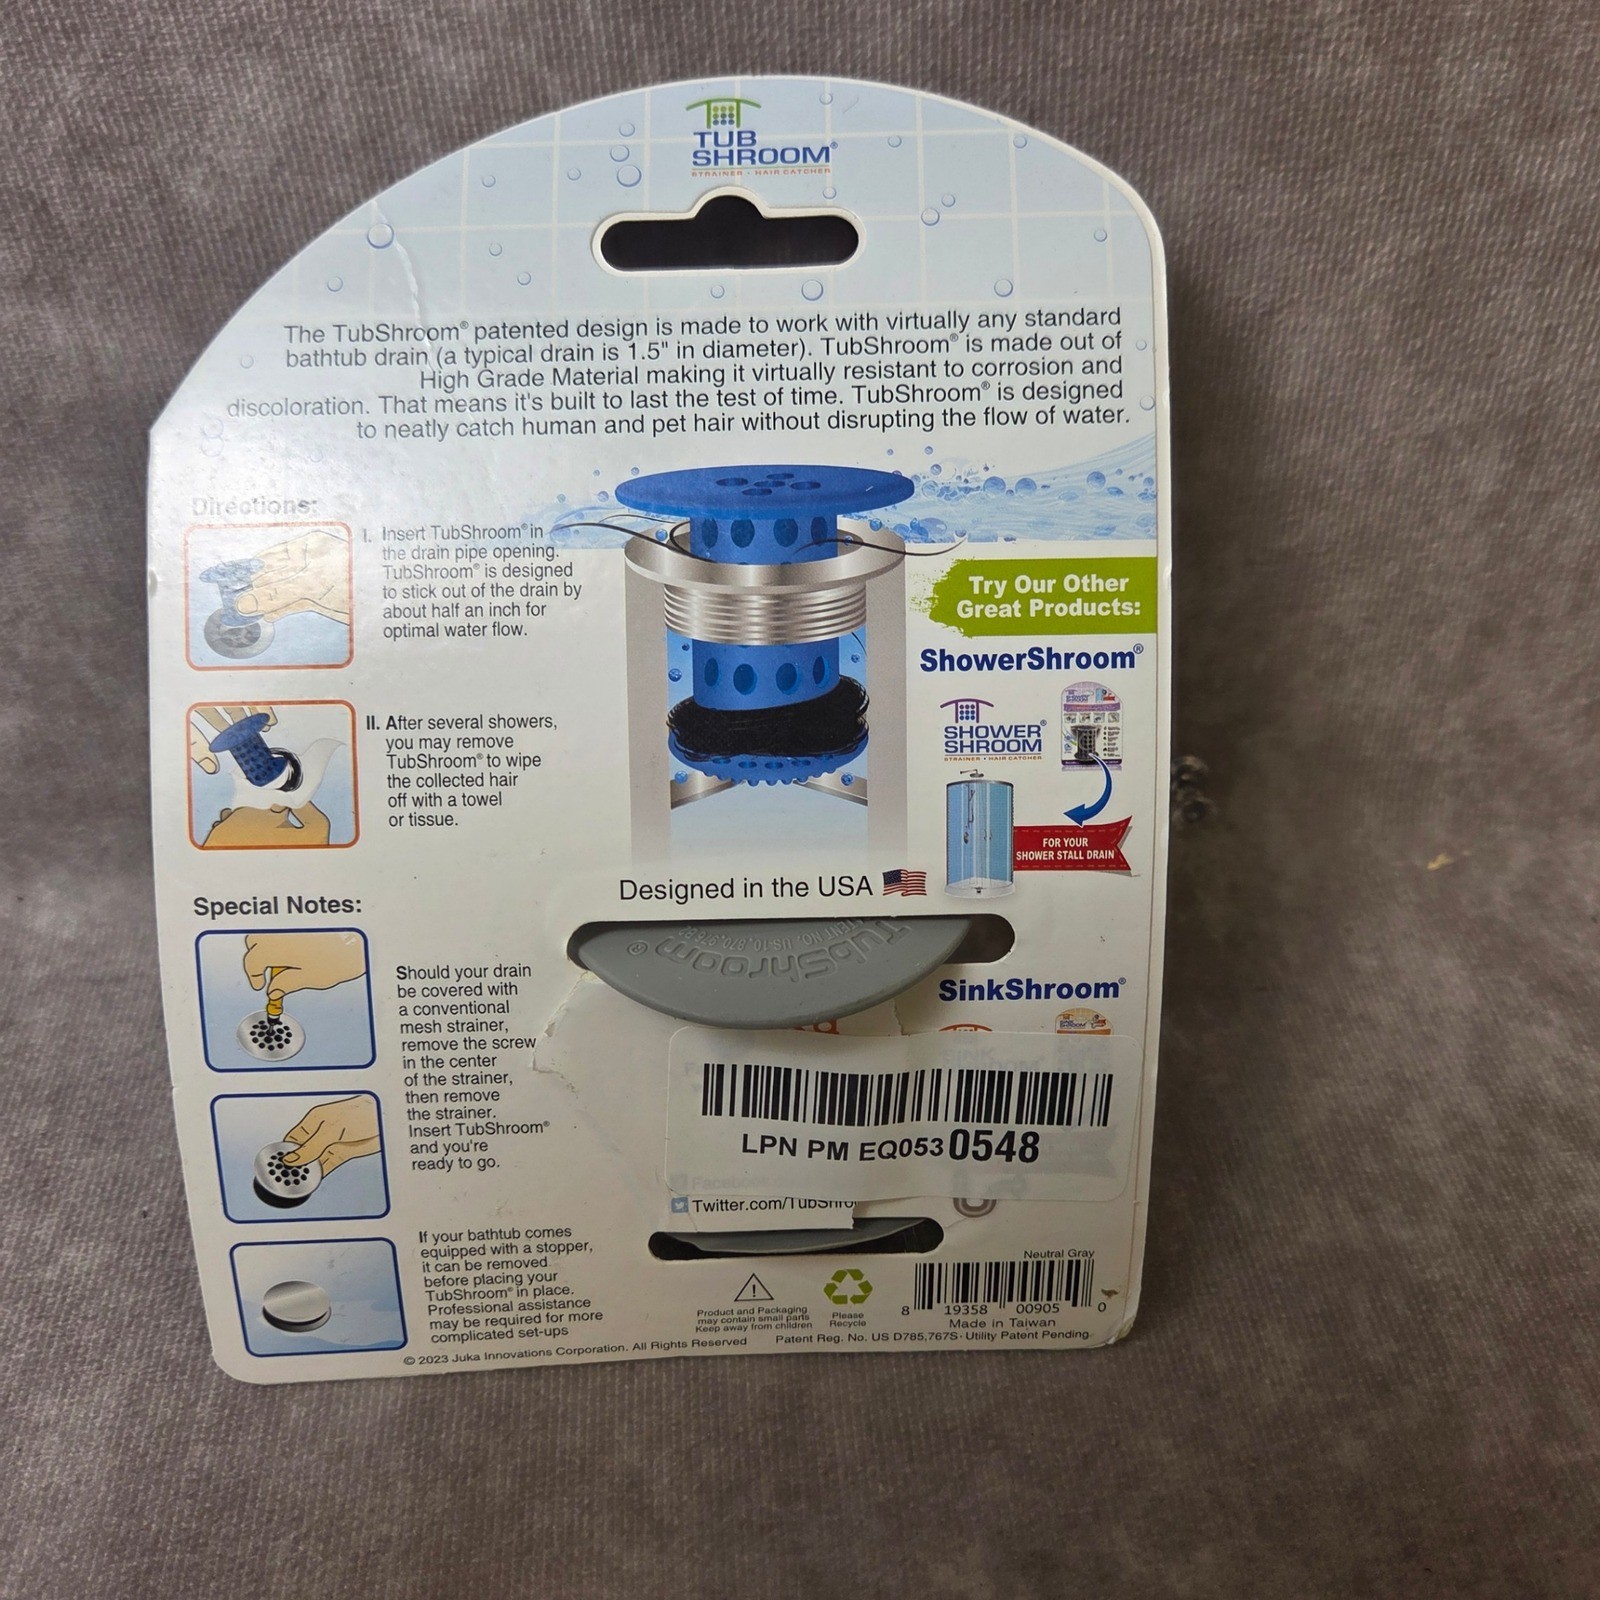 TUB
SHROOM®
STRAINER • HAIR CATCHER
The TubShroom® patented design is made to work with virtually any standard
bathtub drain (a typical drain is 1.5" in diameter). TubShroom® is made out of
High Grade Material making it virtually resistant to corrosion and
discoloration. That means it's built to last the test of time. TubShroom® is designed
to neatly catch human and pet hair without disrupting the flow of water.
Directions:
I. Insert TubShroom® in
the drain pipe opening.
TubShroom® is designed
to stick out of the drain by
about half an inch for
optimal water flow.
II. After several showers,
you may remove
TubShroom® to wipe
the collected hair
off with a towel
or tissue.
Try Our Other
Great Products:
ShowerShroom®
SHOWER
SHROOM®
STRAINER • HAIR CATCHER
FOR YOUR
SHOWER STALL DRAIN
Designed in the USA
TubShroom®
SinkShroom®
Special Notes:
Should your drain
be covered with
a conventional
mesh strainer,
remove the screw
in the center
of the strainer,
then remove
the strainer.
Insert TubShroom®
and you're
ready to go.
LPN PM EQ0530548
Twitter.com/TubShro
If your bathtub comes
equipped with a stopper,
it can be removed
before placing your
TubShroom® in place.
Professional assistance
may be required for more
complicated set-ups
Product and Packaging
may contain small parts
Keep away from children
Please
Recycle
Neutral Gray
8 19358 00905 0
Made in Taiwan
© 2023 Juka Innovations Corporation. All Rights Reserved
Patent Reg. No. US D785,767S • Utility Patent Pending